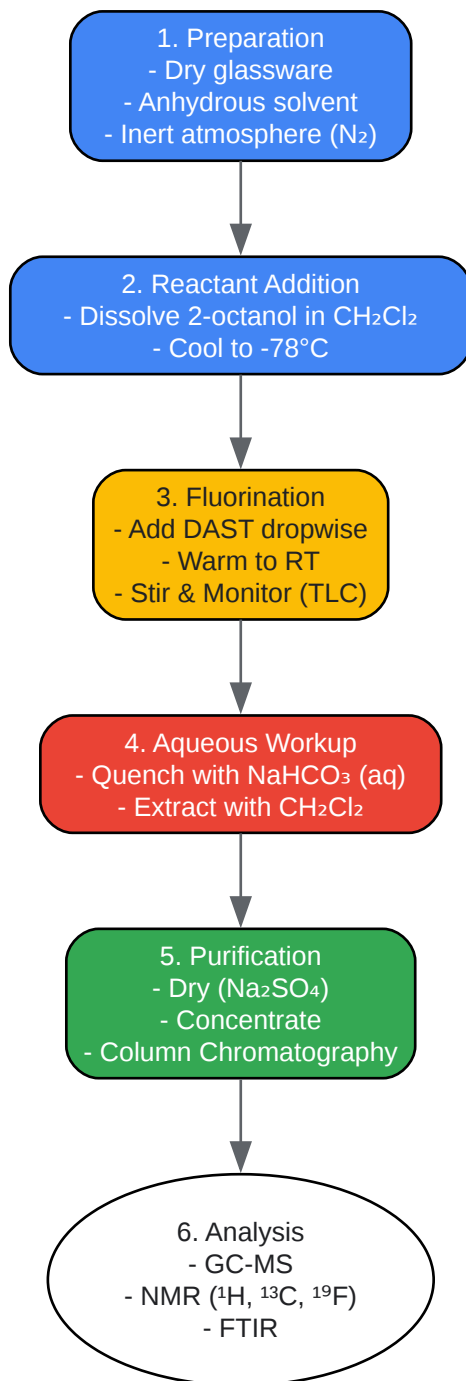 1. Preparation
- Dry glassware
- Anhydrous solvent
- Inert atmosphere (N₂)
2. Reactant Addition
- Dissolve 2-octanol in CH₂Cl₂
- Cool to -78°C
3. Fluorination
- Add DAST dropwise
- Warm to RT
- Stir & Monitor (TLC)
4. Aqueous Workup
- Quench with NaHCO₃ (aq)
- Extract with CH₂Cl₂
5. Purification
- Dry (Na₂SO₄)
- Concentrate
- Column Chromatography
6. Analysis
- GC-MS
- NMR (¹H, ¹³C, ¹⁹F)
- FTIR